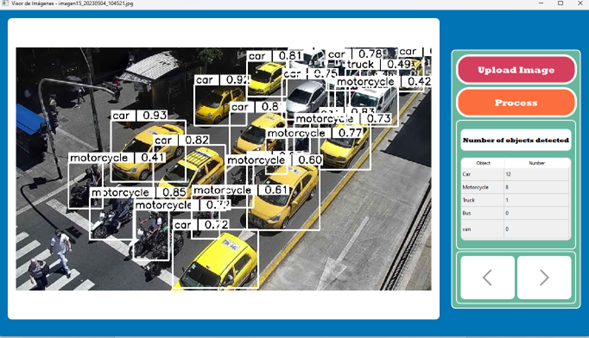 Visor de Imágenes - imagen15_20230504_104521.jpg
car 0.81
car 0.78
car
truck 0.49
car 0.92
car 0.75
0.42
car 0.8
0.83
car 0.93
motorcycle 0.73
car 0.82
motorcycle 0.77
motorcycle 0.41
motorcycle 0.60
motorcycle 0.85
motorcycle 0.61
motorcycle 0.72
car 0.72
Upload Image
Process
Number of objects detected
Object Number
Car 12
Motorcycle 8
Truck 1
Bus 0
van 0